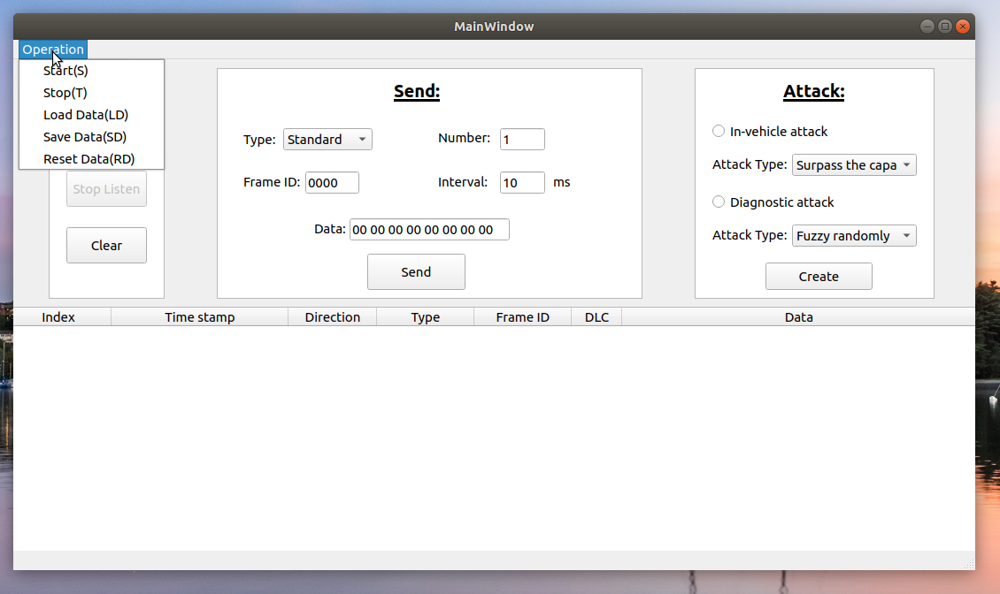 MainWindow
Operation
Start(S)
Stop(T)
Load Data(LD)
Save Data(SD)
Reset Data(RD)
Stop Listen
Clear
Send:
Type: Standard Number: 1
Frame ID: 0000 Interval: 10 ms
Data: 00 00 00 00 00 00 00 00
Send
Attack:
In-vehicle attack
Attack Type: Surpass the capa
Diagnostic attack
Attack Type: Fuzzy randomly
Create
Index Time stamp Direction Type Frame ID DLC Data